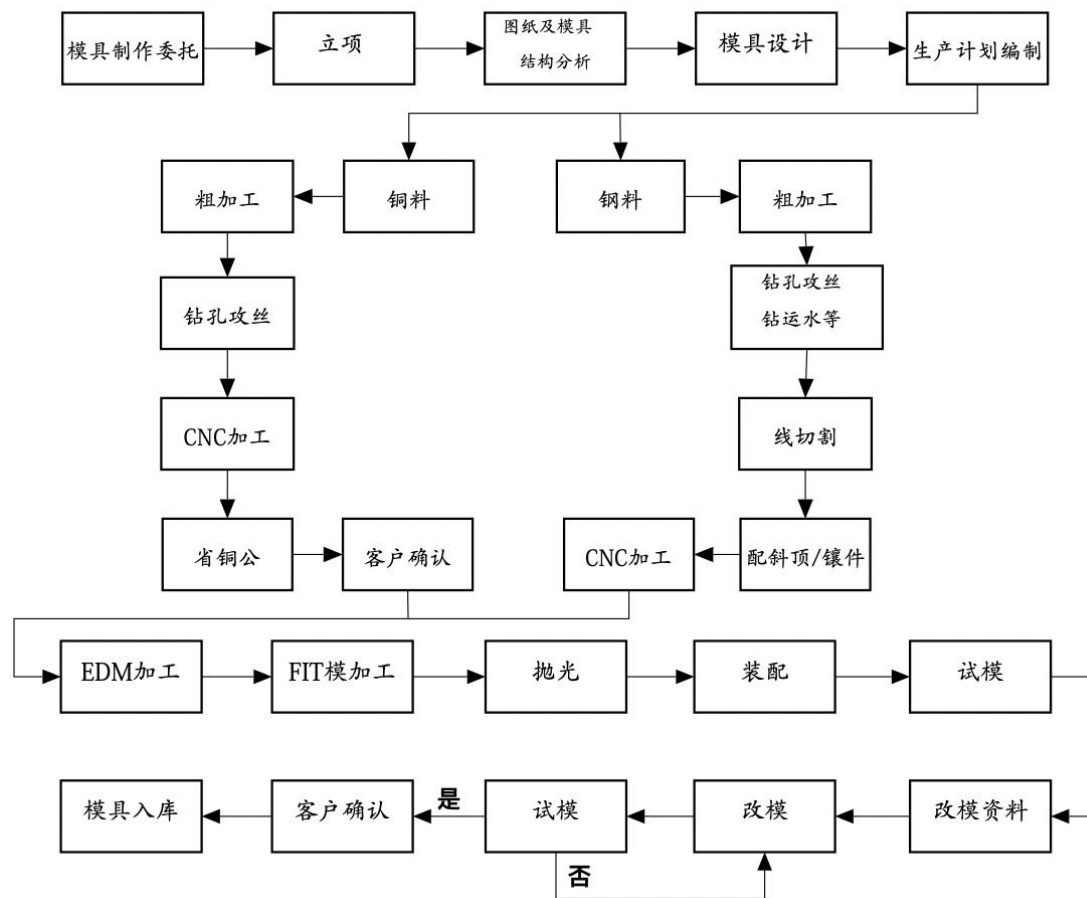 模具制作委托
立项
图纸及模具
结构分析
模具设计
生产计划编制
粗加工
铜料
钢料
粗加工
钻孔攻丝
钻孔攻丝
钻运水等
CNC加工
线切割
省铜公
客户确认
CNC加工
配斜顶/镶件
EDM加工
FIT模加工
抛光
装配
试模
模具入库
客户确认
是
试模
改模
改模资料
否